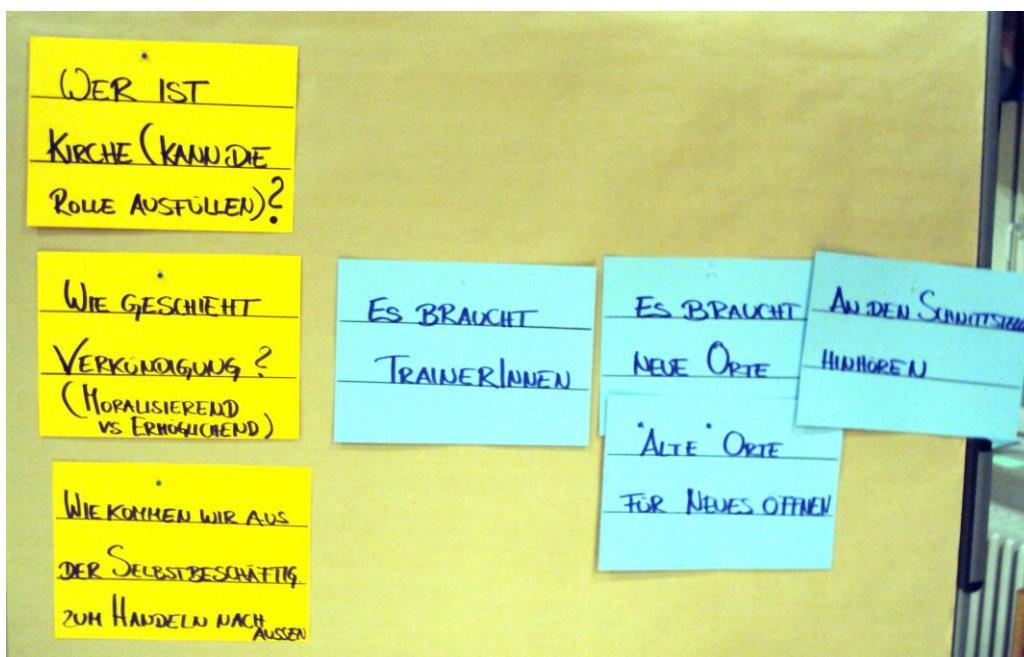 WER IST
KIRCHE (KANN DIE
ROLLE AUSFÜLLEN)?
WIE GESCHIEHT
VERKÜNDIGUNG?
(MORALISIEREND
VS ERMÖGLICHEND)
WIE KOMMEN WIR AUS
DER SELBSTBESCHÄFTIG
ZUM HANDELN NACH
AUSSEN
ES BRAUCHT
TRAINERINNEN
ES BRAUCHT
NEUE ORTE
"ALTE" ORTE
FÜR NEUES ÖFFNEN
AN DEN
HINHÖREN